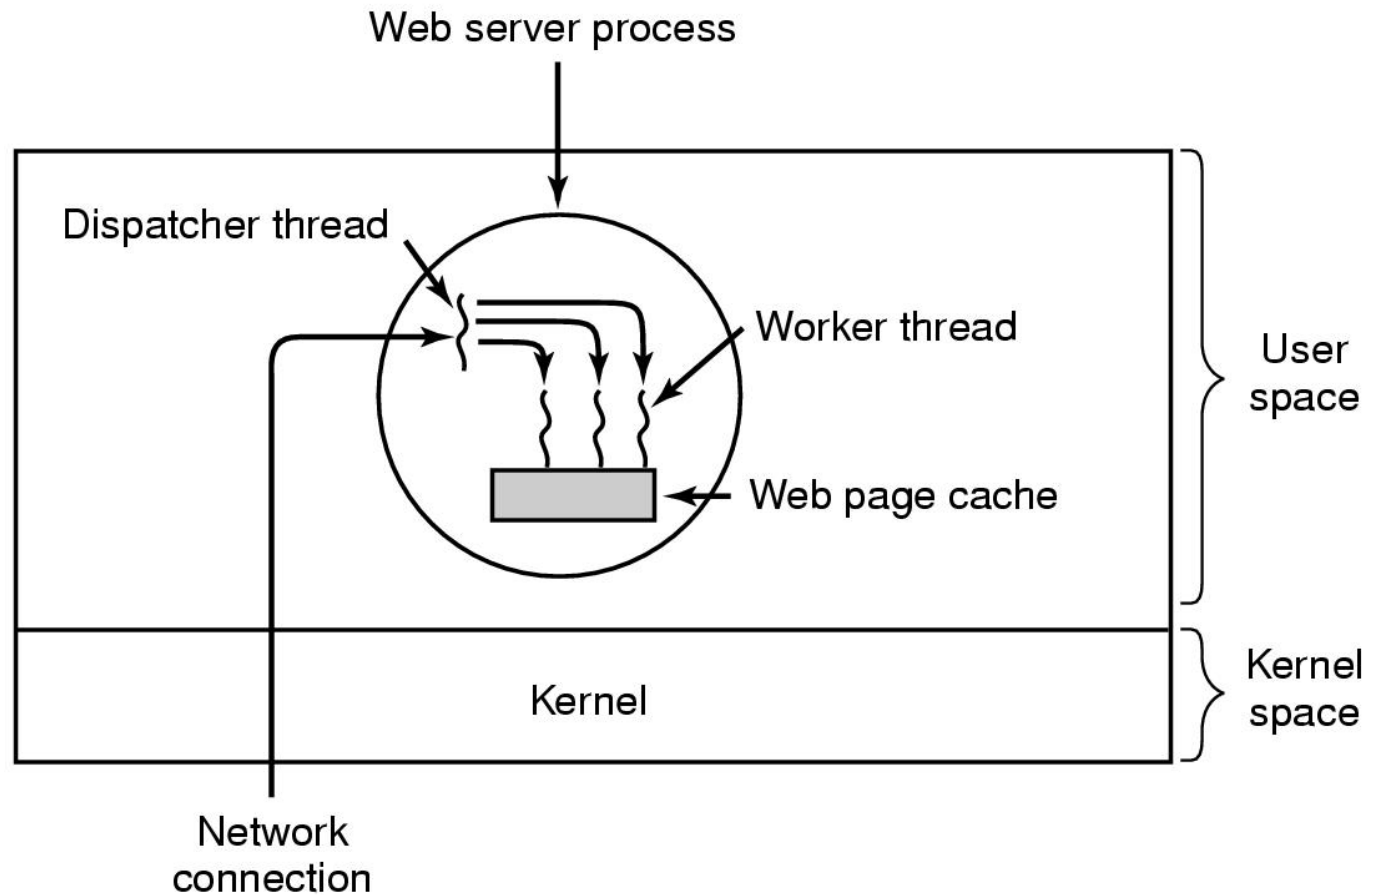 Web server process
Dispatcher thread
Worker thread
User
space
Web page cache
Kernel
Kernel
space
Network
connection